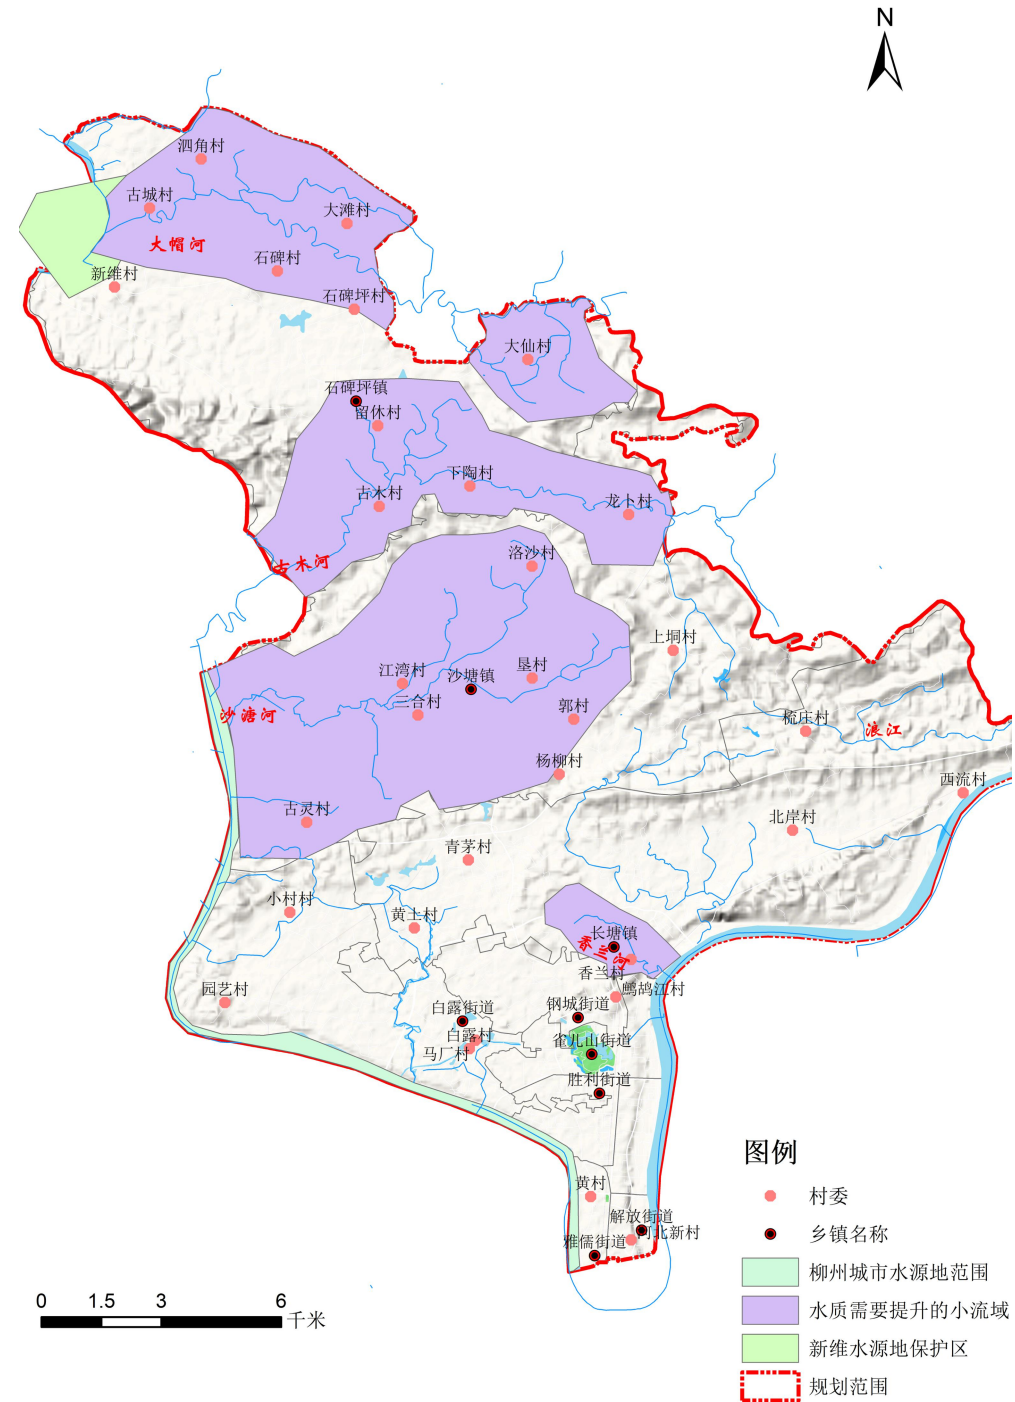 N
泗角村
古城村
大滩村
大帽河
石碑村
新维村
石碑坪村
大仙村
石碑坪镇
留休村
下陶村
古木村
龙卜村
洛沙村
古木河
上垌村
江湾村
沙塘镇
垦村
三合村
沙塘河
郭村
梳庄村
浪江
杨柳村
西流村
古灵村
北岸村
青茅村
小村村
黄土村
长塘镇
香兰河
香兰村
园艺村
鹧鸪江村
白露街道
钢城街道
白露村
雀儿山街道
马厂村
胜利街道
黄村
解放街道
河北新村
雅儒街道
图例
村委
乡镇名称
柳州城市水源地范围
水质需要提升的小流域
新维水源地保护区
规划范围
0 1.5 3 6
千米